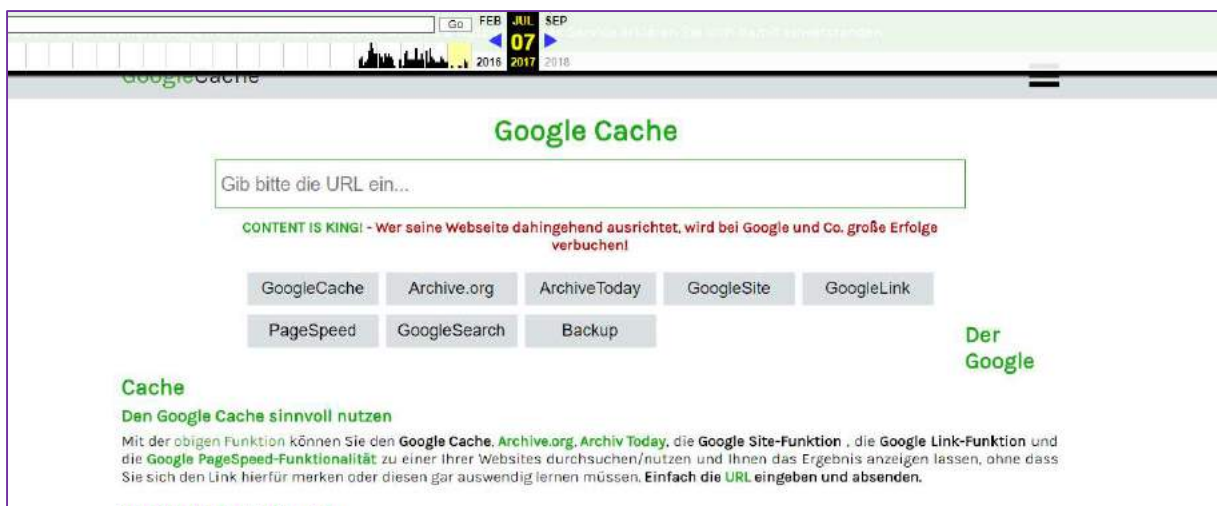 Go FEB JUL SEP
07
2016 2017 2018
GoogleCache
Google Cache
Gib bitte die URL ein...
CONTENT IS KING! - Wer seine Webseite dahingehend ausrichtet, wird bei Google und Co. große Erfolge
verbuchen!
GoogleCache Archive.org ArchiveToday GoogleSite GoogleLink
PageSpeed GoogleSearch Backup
Der
Google
Cache
Den Google Cache sinnvoll nutzen
Mit der obigen Funktion können Sie den Google Cache, Archive.org, Archiv Today, die Google Site-Funktion , die Google Link-Funktion und
die Google PageSpeed-Funktionalität zu einer Ihrer Websites durchsuchen/nutzen und Ihnen das Ergebnis anzeigen lassen, ohne dass
Sie sich den Link hierfür merken oder diesen gar auswendig lernen müssen. Einfach die URL eingeben und absenden.